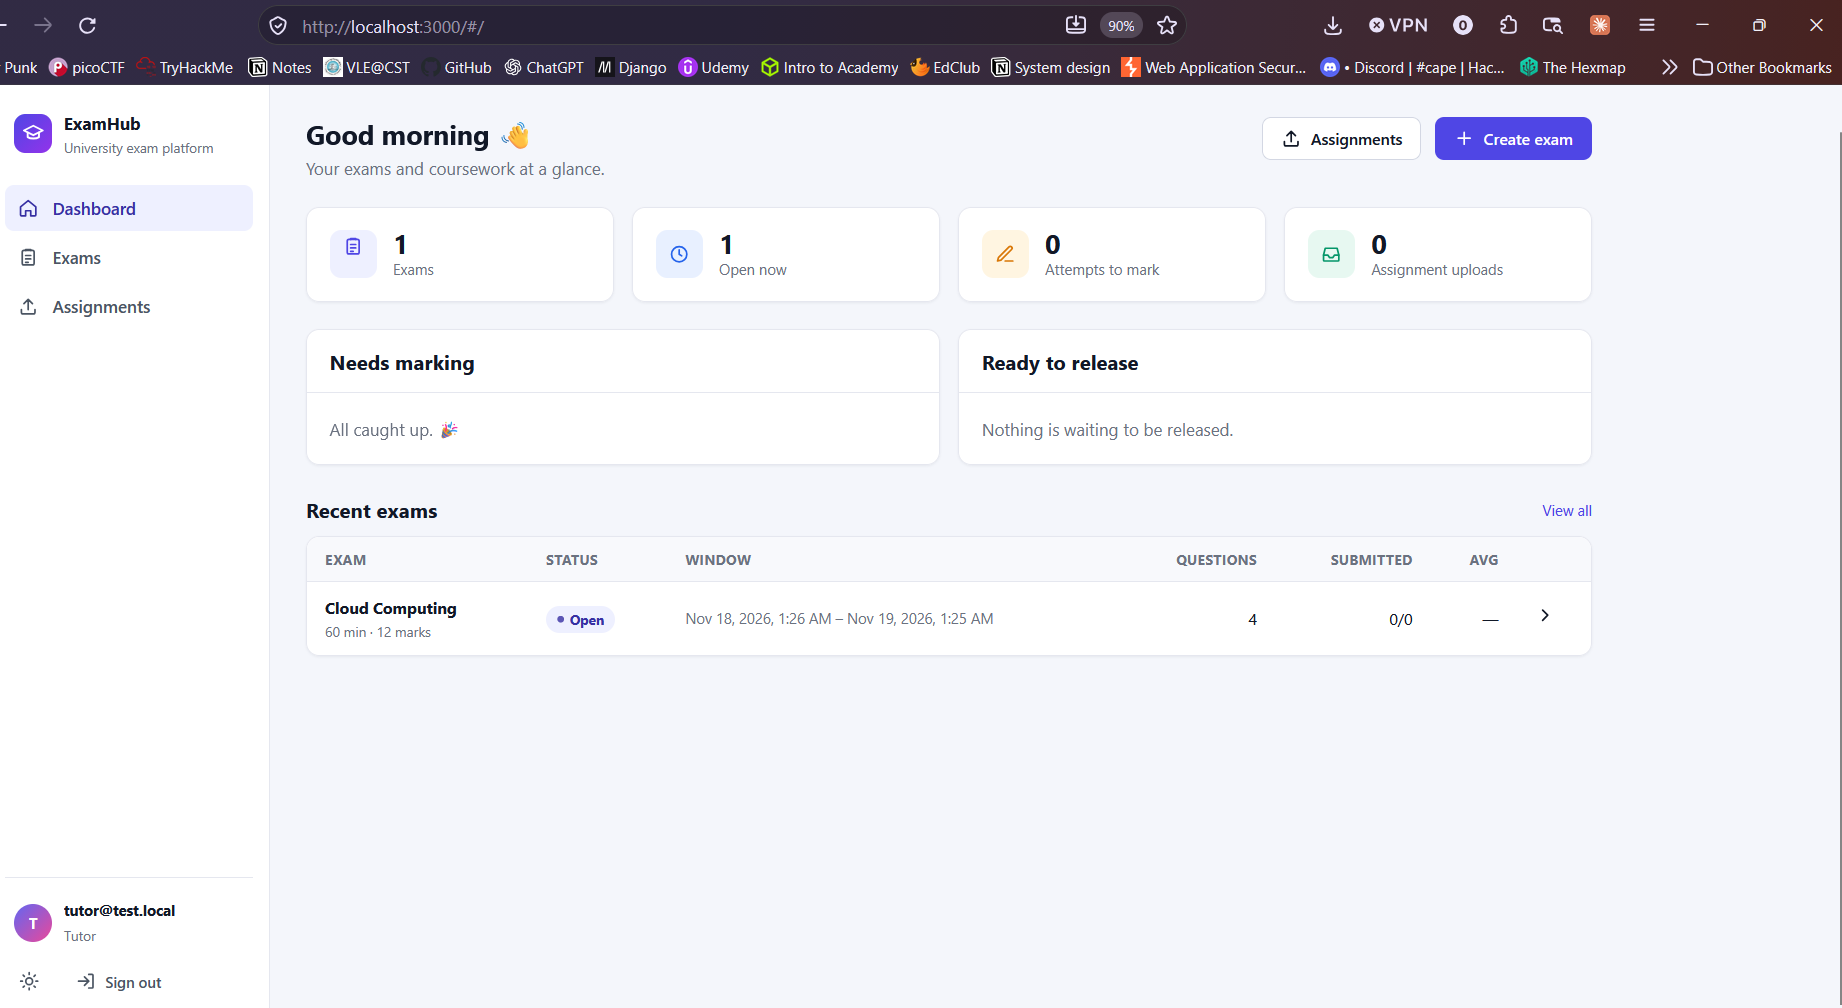 http://localhost:3000/#/
90%
VPN
Punk
picoCTF
TryHackMe
Notes
VLE@CST
GitHub
ChatGPT
Django
Udemy
Intro to Academy
EdClub
System design
Web Application Secur...
• Discord | #cape | Hac...
The Hexmap
Other Bookmarks
ExamHub
University exam platform
Dashboard
Exams
Assignments
Good morning 👋
Your exams and coursework at a glance.
Assignments
+ Create exam
1
Exams
1
Open now
0
Attempts to mark
0
Assignment uploads
Needs marking
All caught up. 🎉
Ready to release
Nothing is waiting to be released.
Recent exams
View all
EXAM STATUS WINDOW QUESTIONS SUBMITTED AVG
Cloud Computing
60 min · 12 marks
Open
Nov 18, 2026, 1:26 AM – Nov 19, 2026, 1:25 AM
4
0/0
—
T
tutor@test.local
Tutor
Sign out